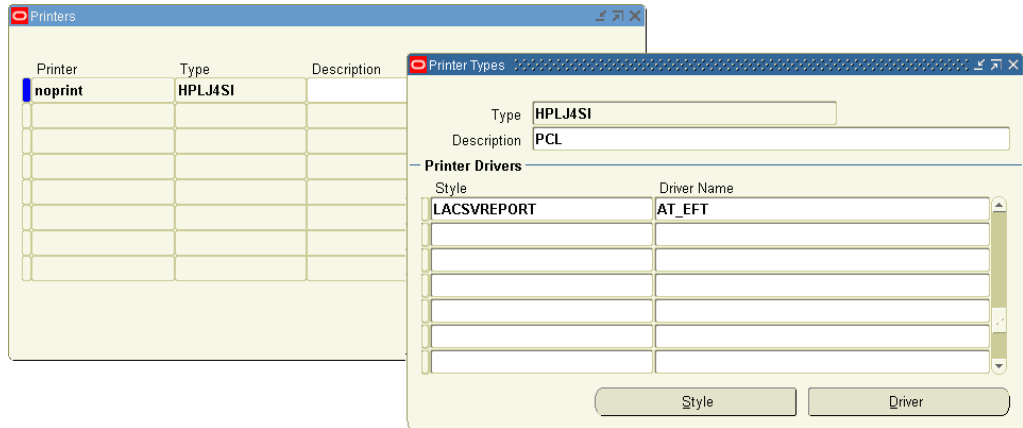 Printers
Printer Type Description
noprint HPLJ4SI
Printer Types
Type HPLJ4SI
Description PCL
Printer Drivers
Style Driver Name
LACSVREPORT AT_EFT
Style Driver